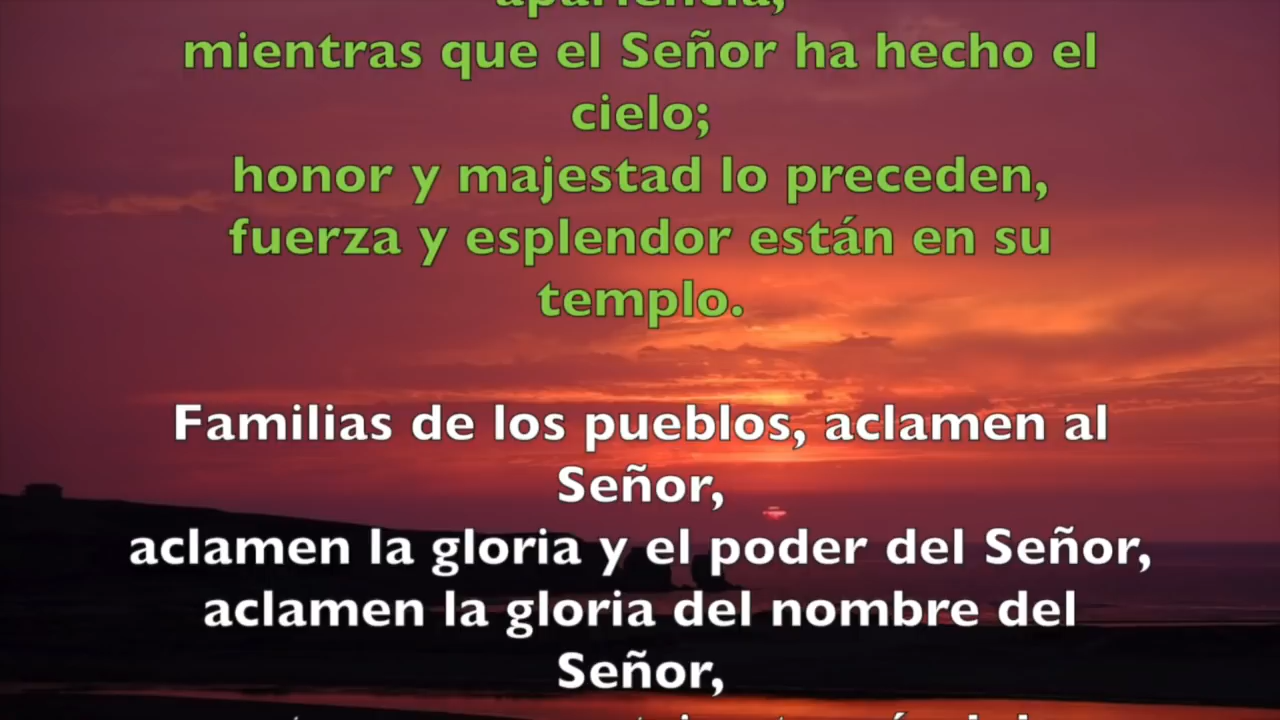 apariencia,
mientras que el Señor ha hecho el
cielo;
honor y majestad lo preceden,
fuerza y esplendor están en su
templo.
Familias de los pueblos, aclamen al
Señor,
aclamen la gloria y el poder del Señor,
aclamen la gloria del nombre del
Señor,